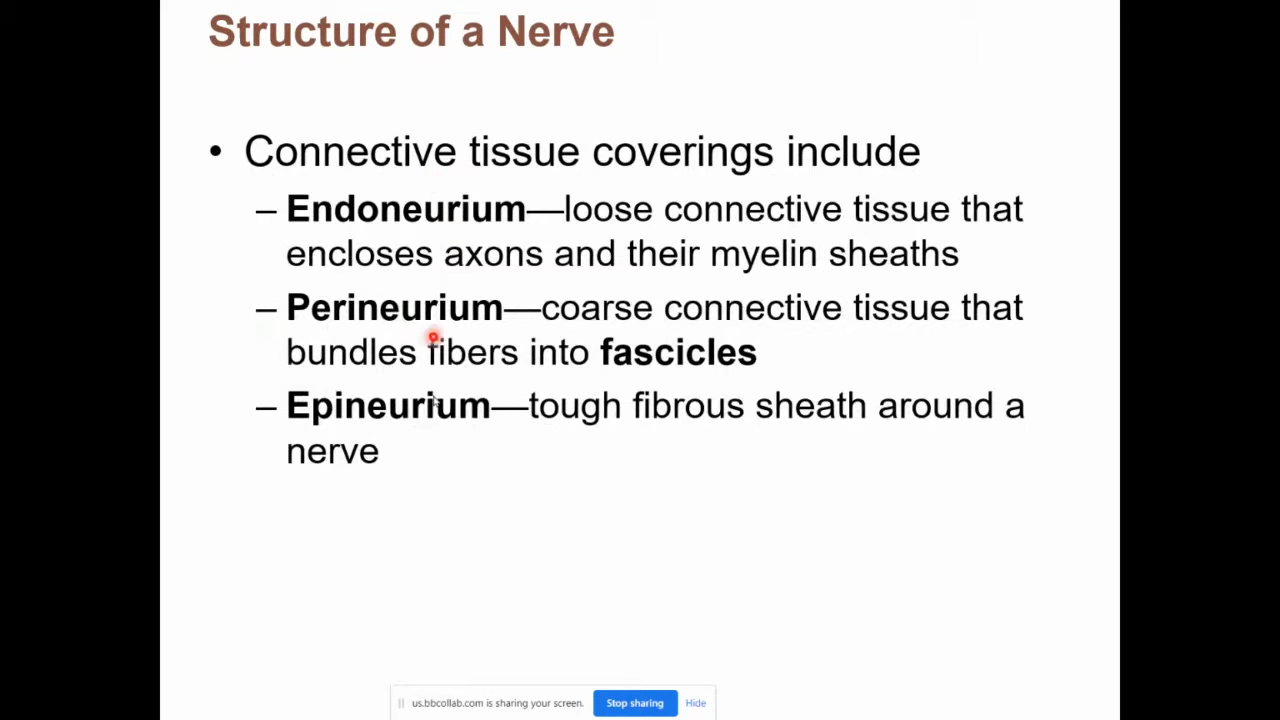 Structure of a Nerve
• Connective tissue coverings include
– Endoneurium—loose connective tissue that
encloses axons and their myelin sheaths
– Perineurium—coarse connective tissue that
bundles fibers into fascicles
– Epineurium—tough fibrous sheath around a
nerve
us.bbcollab.com is sharing your screen. Stop sharing Hide